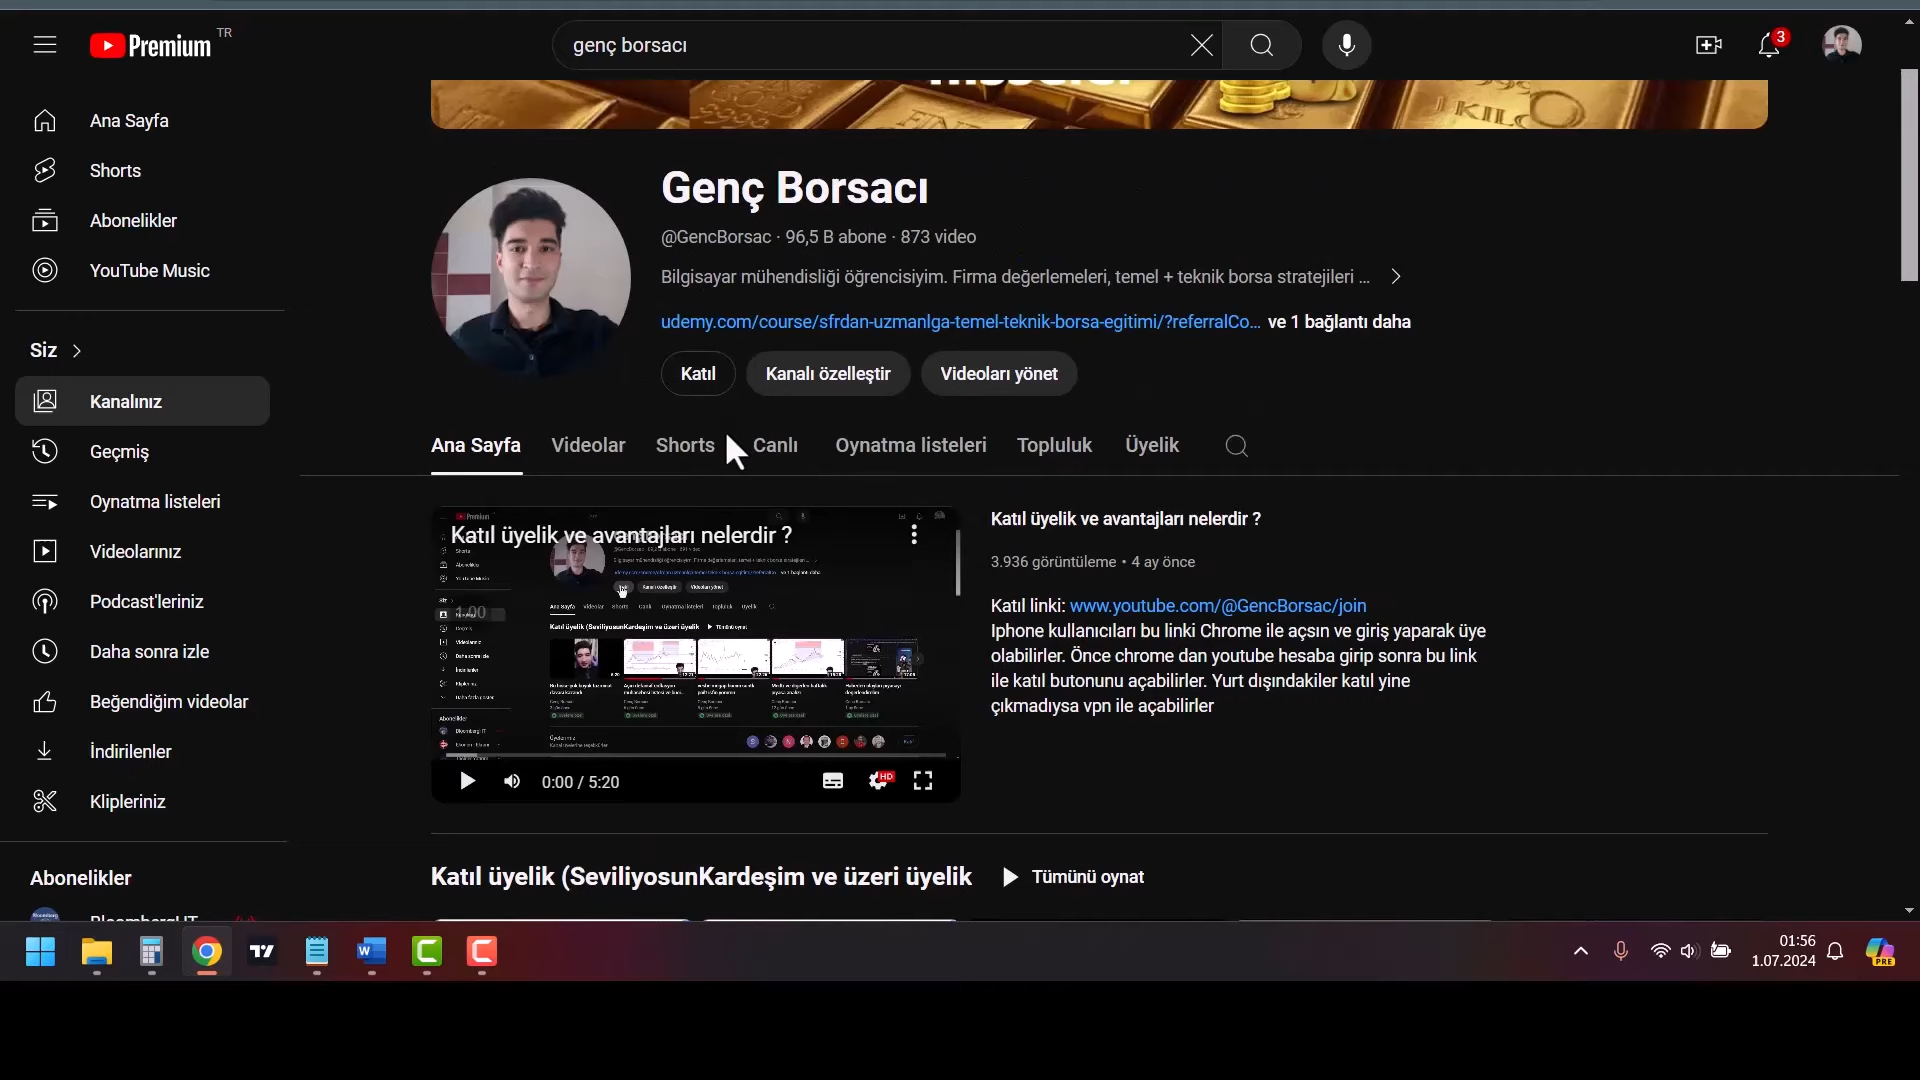 Premium TR
genç borsacı
3
Ana Sayfa
Shorts
Abonelikler
YouTube Music
Siz
Kanalınız
Geçmiş
Oynatma listeleri
Videolarınız
Podcast'leriniz
Daha sonra izle
Beğendiğim videolar
İndirilenler
Klipleriniz
Abonelikler
BloombergHT
1 KILO
Genç Borsacı
@GencBorsac · 96,5 B abone · 873 video
Bilgisayar mühendisliği öğrencisiyim. Firma değerlemeleri, temel + teknik borsa stratejileri ...
udemy.com/course/sfrdan-uzmanlga-temel-teknik-borsa-egitimi/?referralCo... ve 1 bağlantı daha
Katıl
Kanalı özelleştir
Videoları yönet
Ana Sayfa
Videolar
Shorts
Canlı
Oynatma listeleri
Topluluk
Üyelik
Katıl üyelik ve avantajları nelerdir ?
0:00 / 5:20
HD
Katıl üyelik ve avantajları nelerdir ?
3.936 görüntüleme • 4 ay önce
Katıl linki: www.youtube.com/@GencBorsac/join
Iphone kullanıcıları bu linki Chrome ile açsın ve giriş yaparak üye
olabilirler. Önce chrome dan youtube hesaba girip sonra bu link
ile katıl butonunu açabilirler. Yurt dışındakiler katıl yine
çıkmadıysa vpn ile açabilirler
Katıl üyelik (SeviliyosunKardeşim ve üzeri üyelik
Tümünü oynat
01:56
1.07.2024
PRE